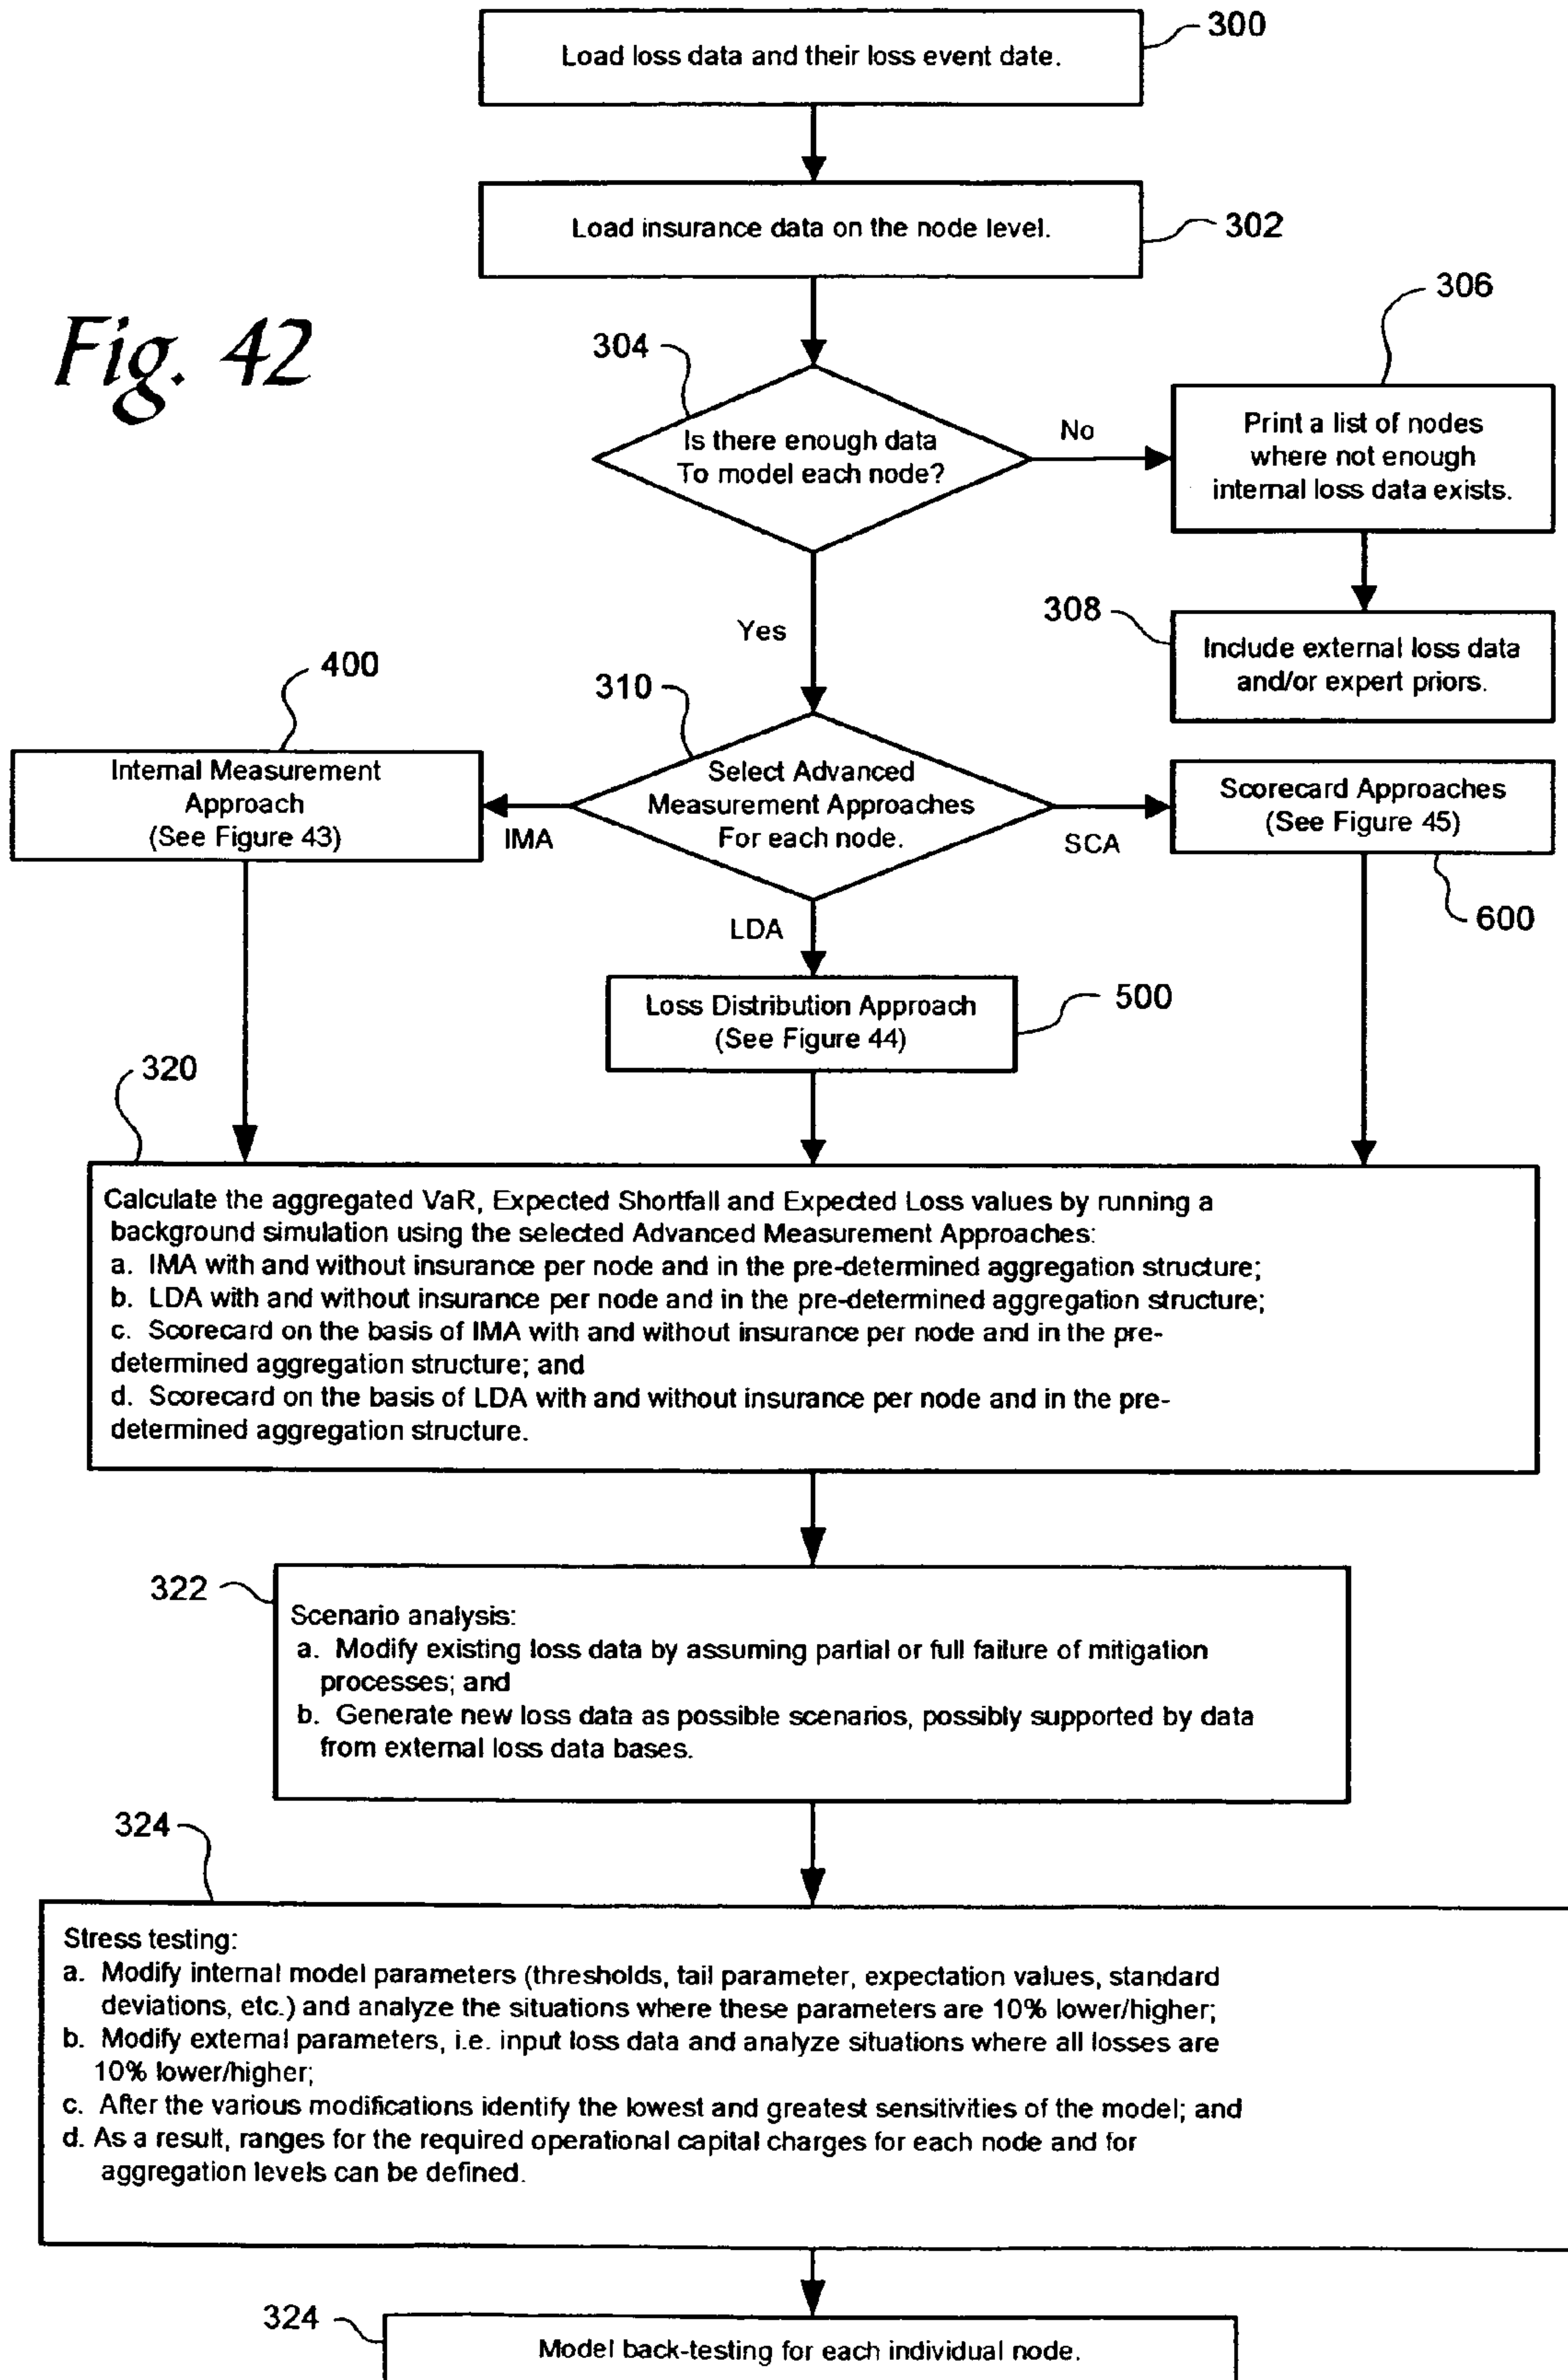 300
Load loss data and their loss event date.
Load insurance data on the node level.
302
Fig. 42
306
304
Is there enough data
To model each node?
No
Print a list of nodes
where not enough
internal loss data exists.
Yes
308
Include external loss data
and/or expert priors.
400
310
Internal Measurement
Approach
(See Figure 43)
IMA
Select Advanced
Measurement Approaches
For each node.
SCA
Scorecard Approaches
(See Figure 45)
600
LDA
Loss Distribution Approach
(See Figure 44)
500
320
Calculate the aggregated VaR, Expected Shortfall and Expected Loss values by running a
background simulation using the selected Advanced Measurement Approaches:
a. IMA with and without insurance per node and in the pre-determined aggregation structure;
b. LDA with and without insurance per node and in the pre-determined aggregation structure;
c. Scorecard on the basis of IMA with and without insurance per node and in the pre-
determined aggregation structure; and
d. Scorecard on the basis of LDA with and without insurance per node and in the pre-
determined aggregation structure.
322
Scenario analysis:
a. Modify existing loss data by assuming partial or full failure of mitigation
processes; and
b. Generate new loss data as possible scenarios, possibly supported by data
from external loss data bases.
324
Stress testing:
a. Modify internal model parameters (thresholds, tail parameter, expectation values, standard
deviations, etc.) and analyze the situations where these parameters are 10% lower/higher;
b. Modify external parameters, i.e. input loss data and analyze situations where all losses are
10% lower/higher;
c. After the various modifications identify the lowest and greatest sensitivities of the model; and
d. As a result, ranges for the required operational capital charges for each node and for
aggregation levels can be defined.
324
Model back-testing for each individual node.